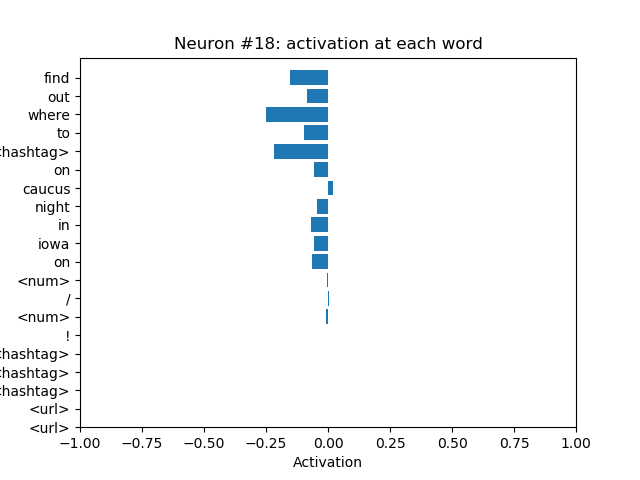 Neuron #18: activation at each word
find
out
where
to
hashtag>
on
caucus
night
in
iowa
on
<num>
/
<num>
!
hashtag>
hashtag>
hashtag>
<url>
<url>
−1.00 −0.75 −0.50 −0.25 0.00 0.25 0.50 0.75 1.00
Activation